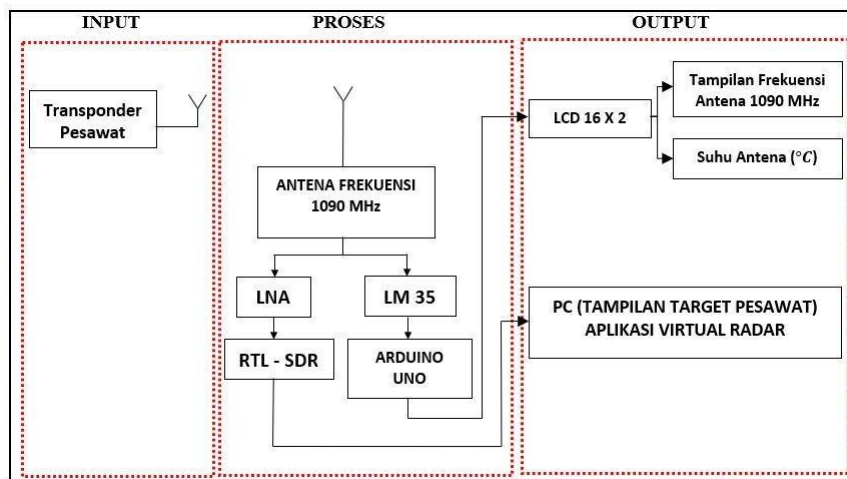 INPUT
PROSES
OUTPUT
Transponder
Pesawat
ANTENA FREKUENSI
1090 MHz
LNA
LM 35
RTL - SDR
ARDUINO
UNO
LCD 16 X 2
Tampilan Frekuensi
Antena 1090 MHz
Suhu Antena (°C)
PC (TAMPILAN TARGET PESAWAT)
APLIKASI VIRTUAL RADAR